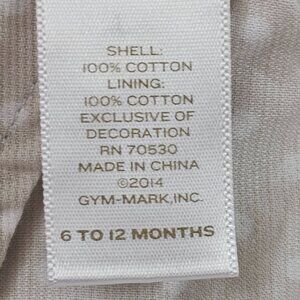 SHELL:
100% COTTON
LINING:
100% COTTON
EXCLUSIVE OF
DECORATION
RN 70530
MADE IN CHINA
©2014
GYM-MARK,INC.
6 TO 12 MONTHS